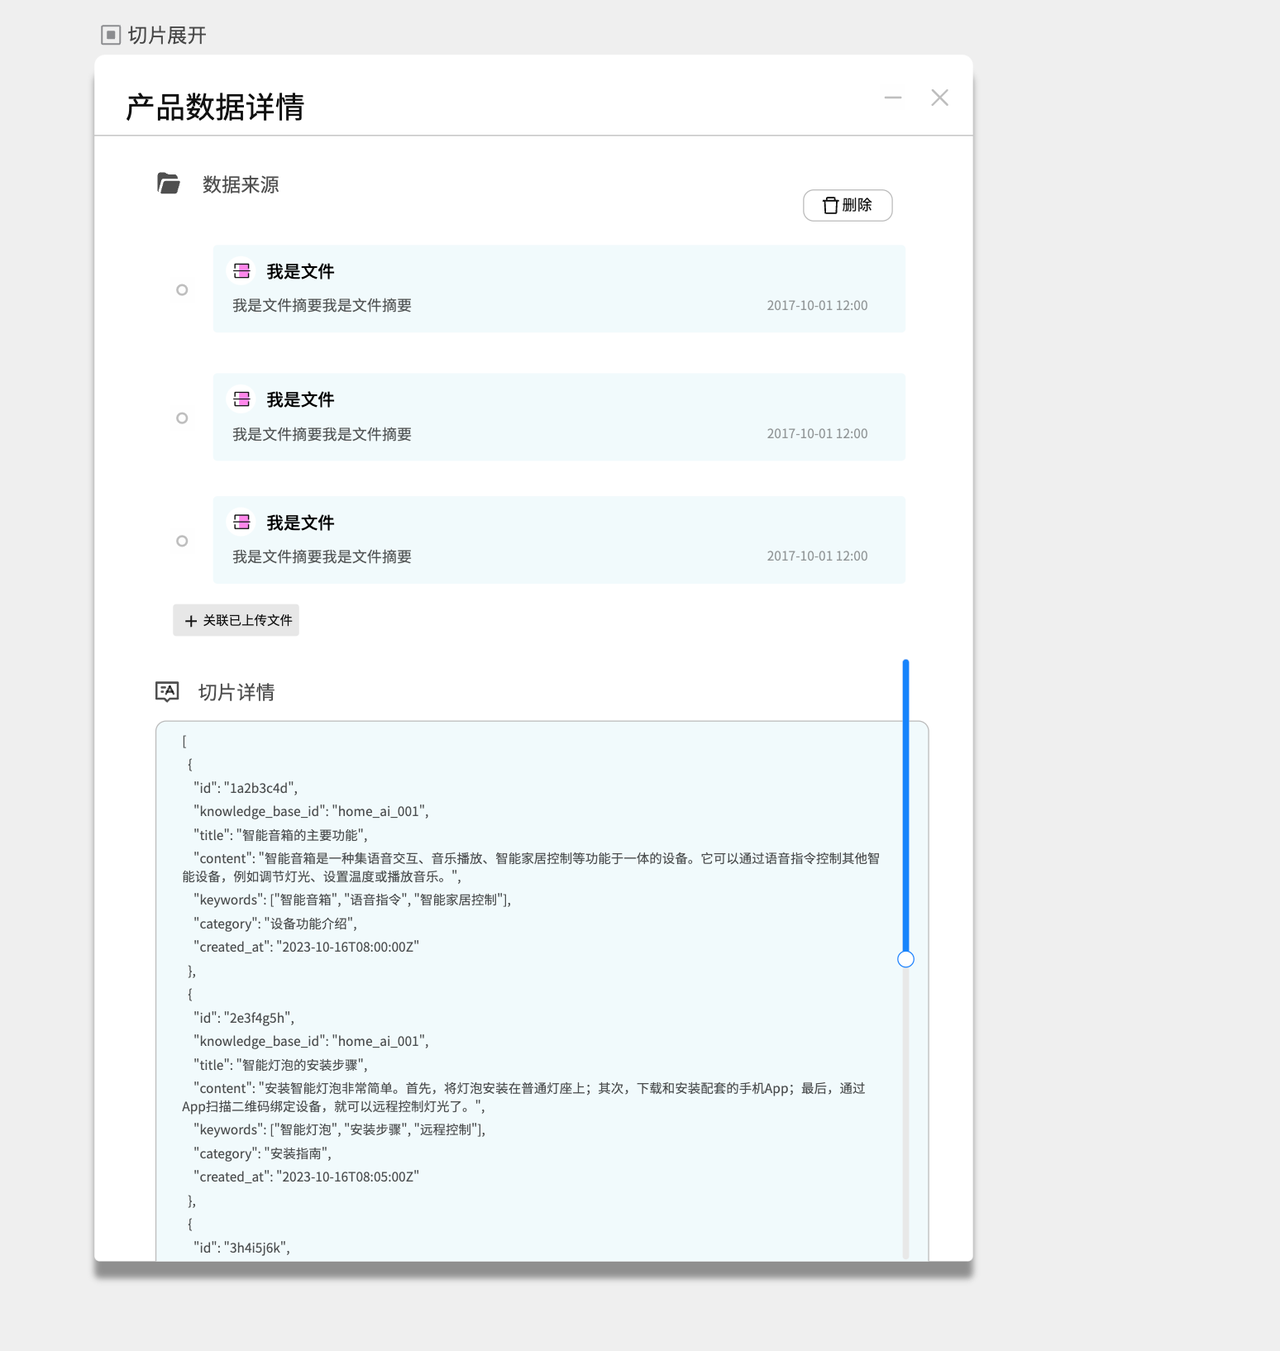 切片展开
产品数据详情
数据来源
删除
我是文件
我是文件摘要我是文件摘要 2017-10-01 12:00
我是文件
我是文件摘要我是文件摘要 2017-10-01 12:00
我是文件
我是文件摘要我是文件摘要 2017-10-01 12:00
关联已上传文件
切片详情
[
{
"id": "1a2b3c4d",
"knowledge_base_id": "home_ai_001",
"title": "智能音箱的主要功能",
"content": "智能音箱是一种集语音交互、音乐播放、智能家居控制等功能于一体的设备。它可以通过语音指令控制其他智
能设备，例如调节灯光、设置温度或播放音乐。",
"keywords": ["智能音箱", "语音指令", "智能家居控制"],
"category": "设备功能介绍",
"created_at": "2023-10-16T08:00:00Z"
},
{
"id": "2e3f4g5h",
"knowledge_base_id": "home_ai_001",
"title": "智能灯泡的安装步骤",
"content": "安装智能灯泡非常简单。首先，将灯泡安装在普通灯座上；其次，下载和安装配套的手机App；最后，通过
App扫描二维码绑定设备，就可以远程控制灯光了。",
"keywords": ["智能灯泡", "安装步骤", "远程控制"],
"category": "安装指南",
"created_at": "2023-10-16T08:05:00Z"
},
{
"id": "3h4i5j6k",